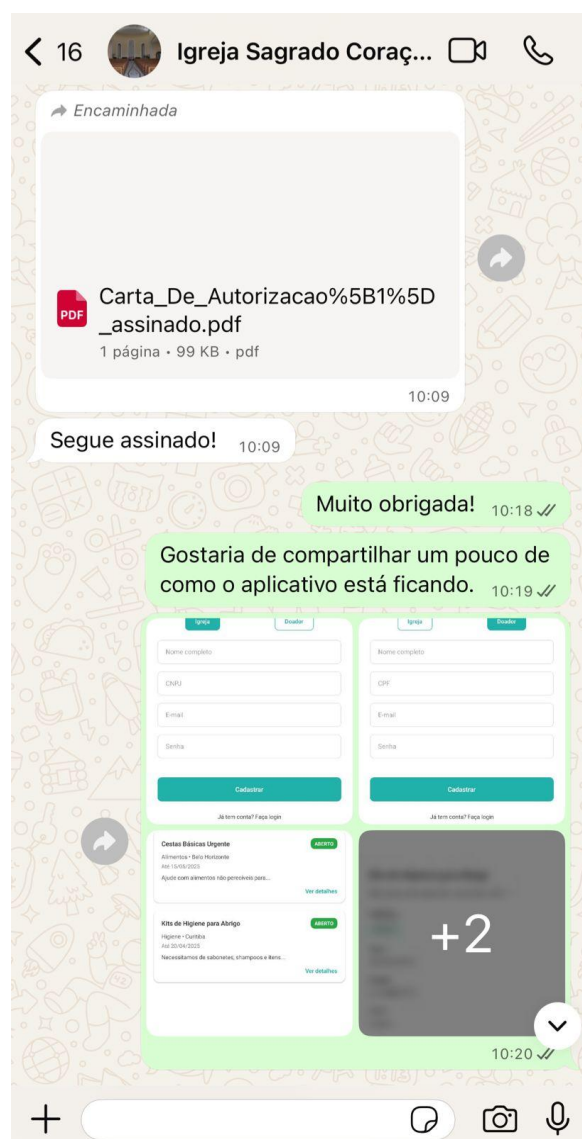 16
Igreja Sagrado Coraç...
Encaminhada
PDF
Carta_De_Autorizacao%5B1%5D
_assinado.pdf
1 página • 99 KB • pdf
10:09
Segue assinado! 10:09
Muito obrigada! 10:18
Gostaria de compartilhar um pouco de
como o aplicativo está ficando. 10:19
Igreja Doador
Nome completo
CNPJ
E-mail
Senha
Cadastrar
Já tem conta? Faça login
Igreja Doador
Nome completo
CPF
E-mail
Senha
Cadastrar
Já tem conta? Faça login
Cestas Básicas Urgente ABERTO
Alimentos • Belo Horizonte
Até 15/05/2025
Ajude com alimentos não perecíveis para...
Ver detalhes
Kits de Higiene para Abrigo ABERTO
Higiene • Curitiba
Até 30/04/2025
Necessitamos de sabonetes, shampoos e itens...
Ver detalhes
+2
10:20